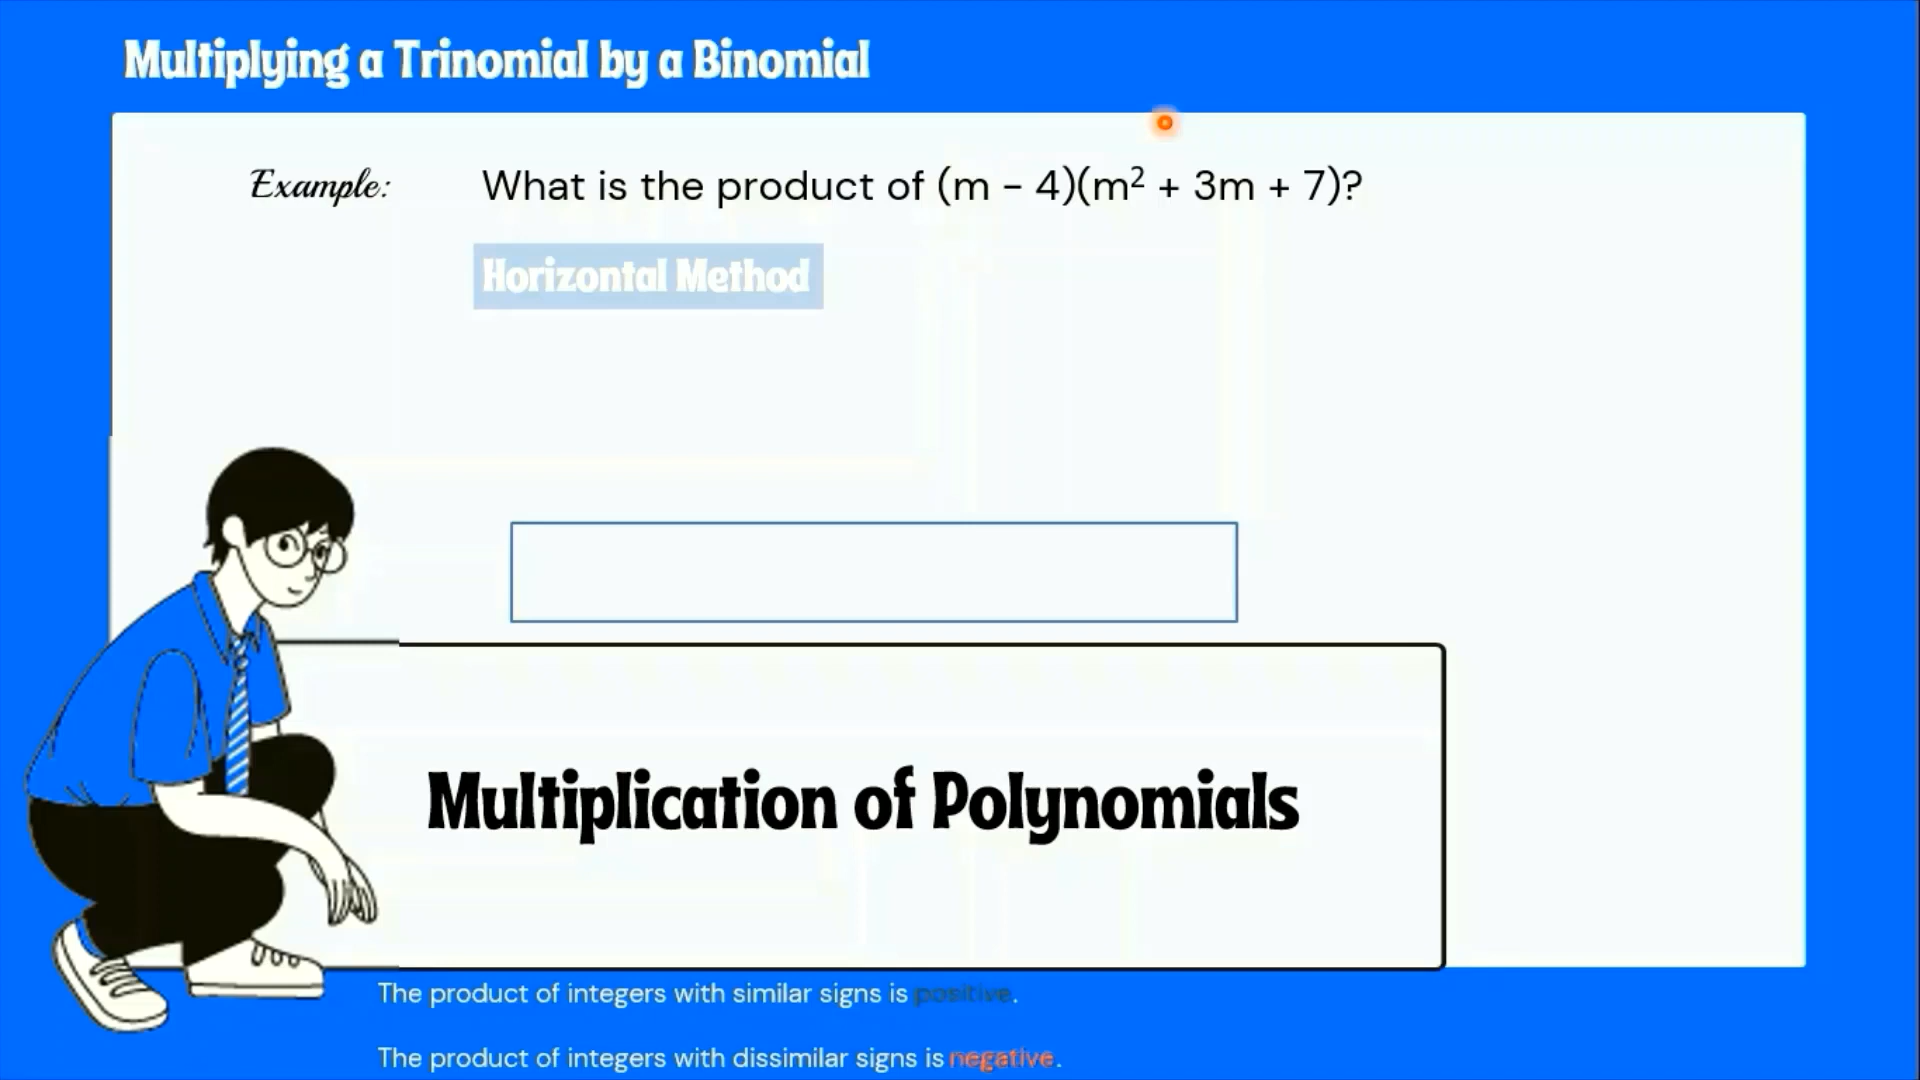 Multiplying a Trinomial by a Binomial
Example:
What is the product of (m – 4)(m² + 3m + 7)?
Horizontal Method
Multiplication of Polynomials
The product of integers with similar signs is positive.
The product of integers with dissimilar signs is negative.